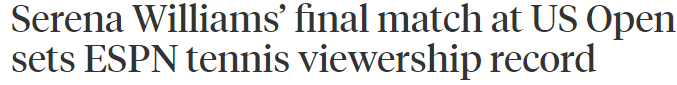 Serena Williams’ final match at US Open
sets ESPN tennis viewership record